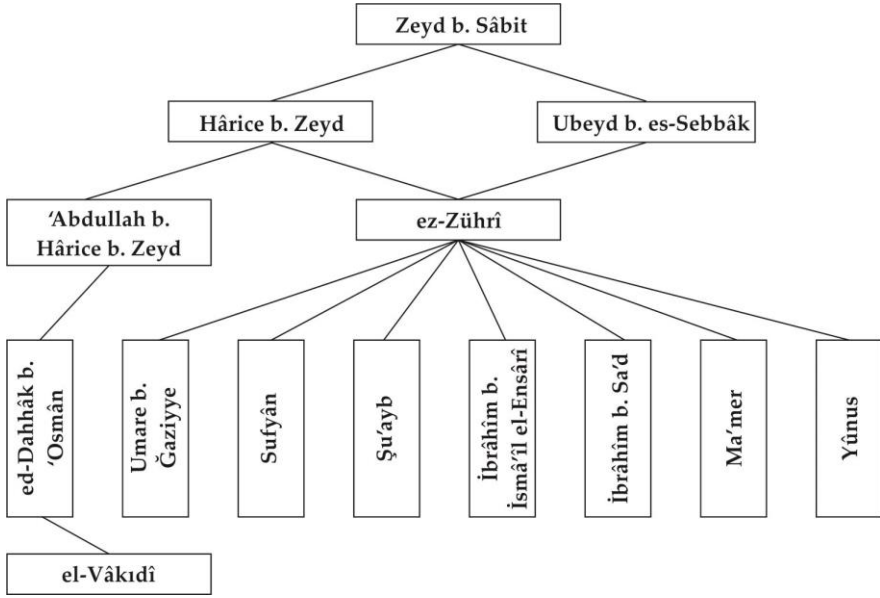 Zeyd b. Sâbit
Hârice b. Zeyd
Ubeyd b. es-Sebbâk
‘Abdullah b.
Hârice b. Zeyd
ez-Zührî
ed-Dahhâk b.
‘Osmân
Umare b.
Ğaziyye
Sufyân
Şu’ayb
İbrâhîm b.
İsmâ’îl el-Ensârî
İbrâhîm b. Sa’d
Ma’mer
Yûnus
el-Vâkıdî